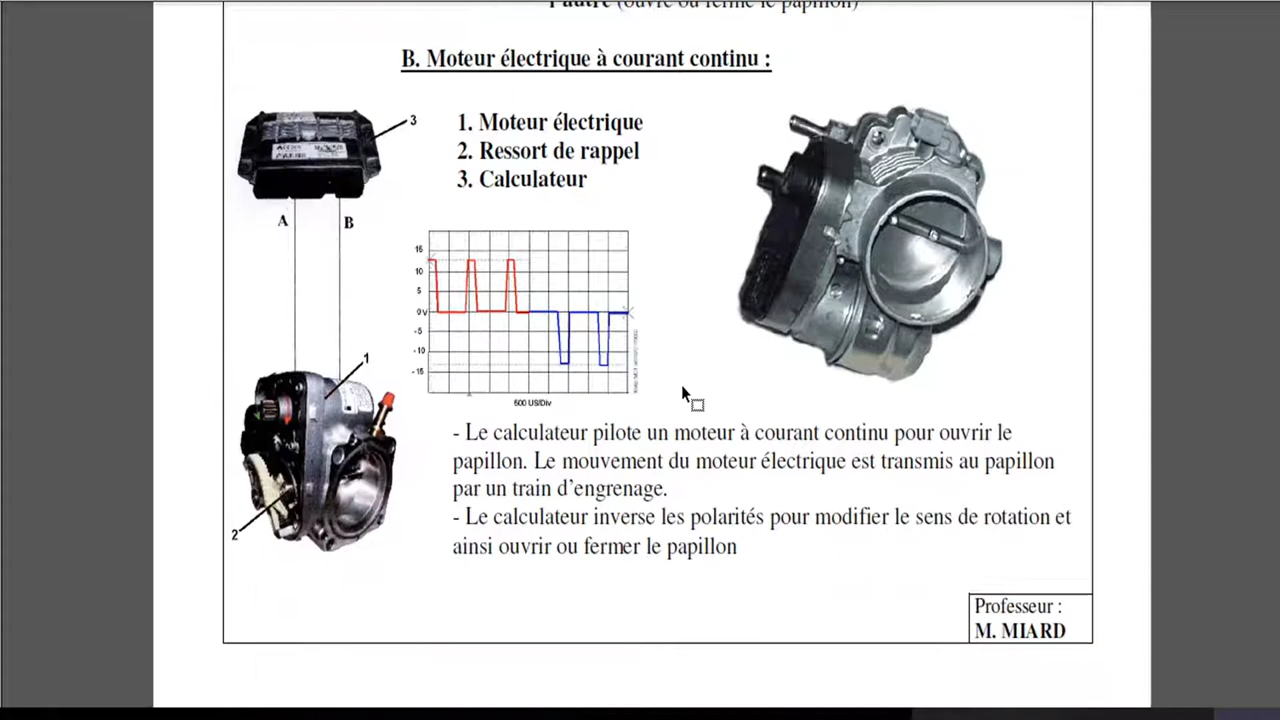 l'autre (ouvre ou ferme le papillon)
B. Moteur électrique à courant continu :
3
1. Moteur électrique
2. Ressort de rappel
3. Calculateur
A
B
15
10
5
0 V
- 5
- 10
- 15
500 US/Div
1
2
- Le calculateur pilote un moteur à courant continu pour ouvrir le
papillon. Le mouvement du moteur électrique est transmis au papillon
par un train d’engrenage.
- Le calculateur inverse les polarités pour modifier le sens de rotation et
ainsi ouvrir ou fermer le papillon
Professeur :
M. MIARD